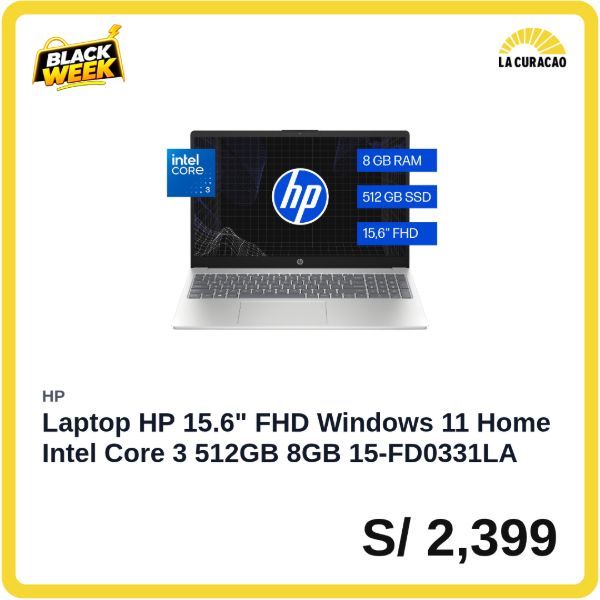 BLACK
WEEK
LA CURACAO
intel
CORE
3
hp
8 GB RAM
512 GB SSD
15,6" FHD
HP
Laptop HP 15.6" FHD Windows 11 Home
Intel Core 3 512GB 8GB 15-FD0331LA
S/ 2,399